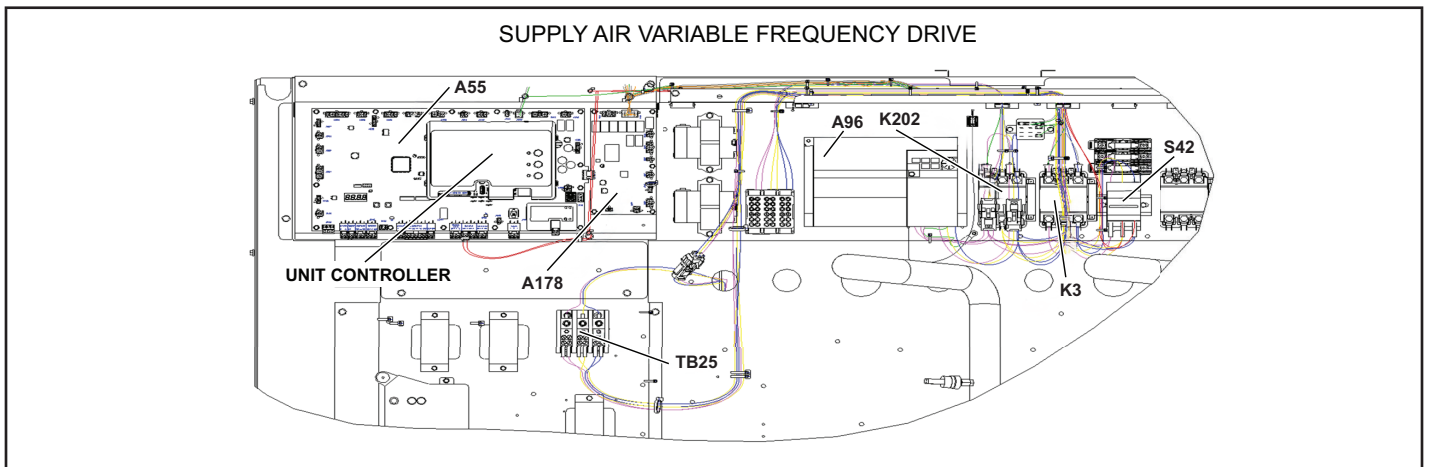 SUPPLY AIR VARIABLE FREQUENCY DRIVE
A55
A96
K202
S42
UNIT CONTROLLER
A178
K3
TB25